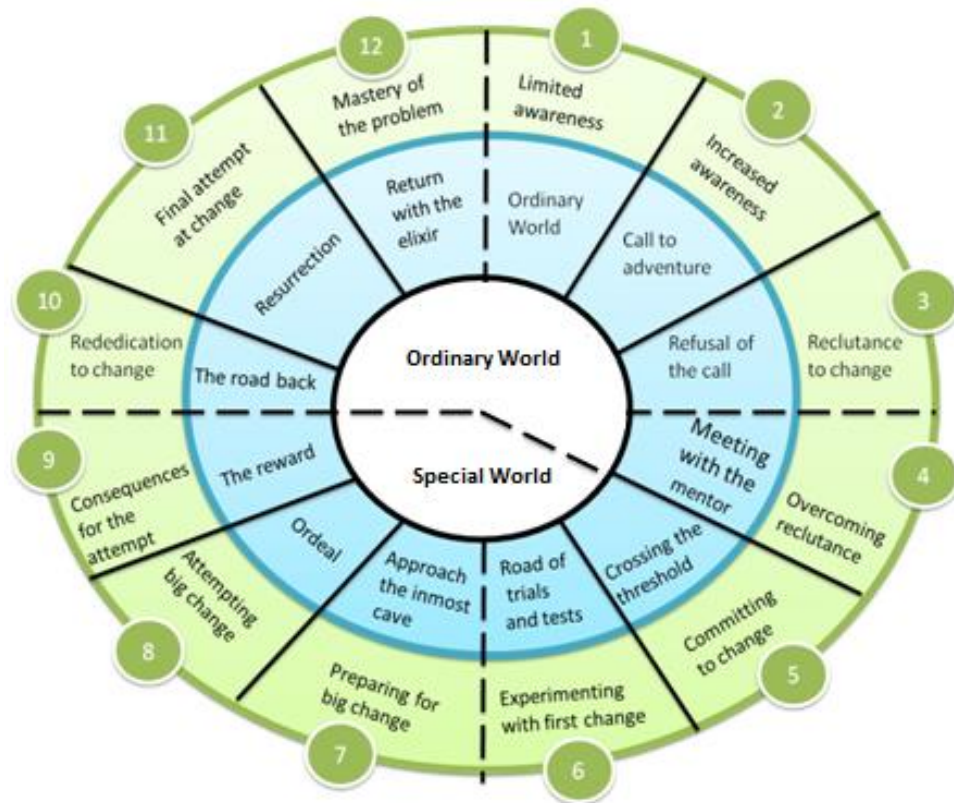 1
Limited
awareness
Ordinary
World
2
Increased
awareness
Call to
adventure
3
Reclutance
to change
Refusal of
the call
4
Overcoming
reclutance
Meeting
with the
mentor
5
Committing
to change
Crossing the
threshold
6
Experimenting
with first change
Road of
trials
and tests
7
Preparing for
big change
Approach
the inmost
cave
8
Attempting
big change
Ordeal
9
Consequences
for the
attempt
The reward
10
Rededication
to change
The road back
11
Final attempt
at change
Resurrection
12
Mastery of
the problem
Return
with the
elixir
Ordinary World
Special World